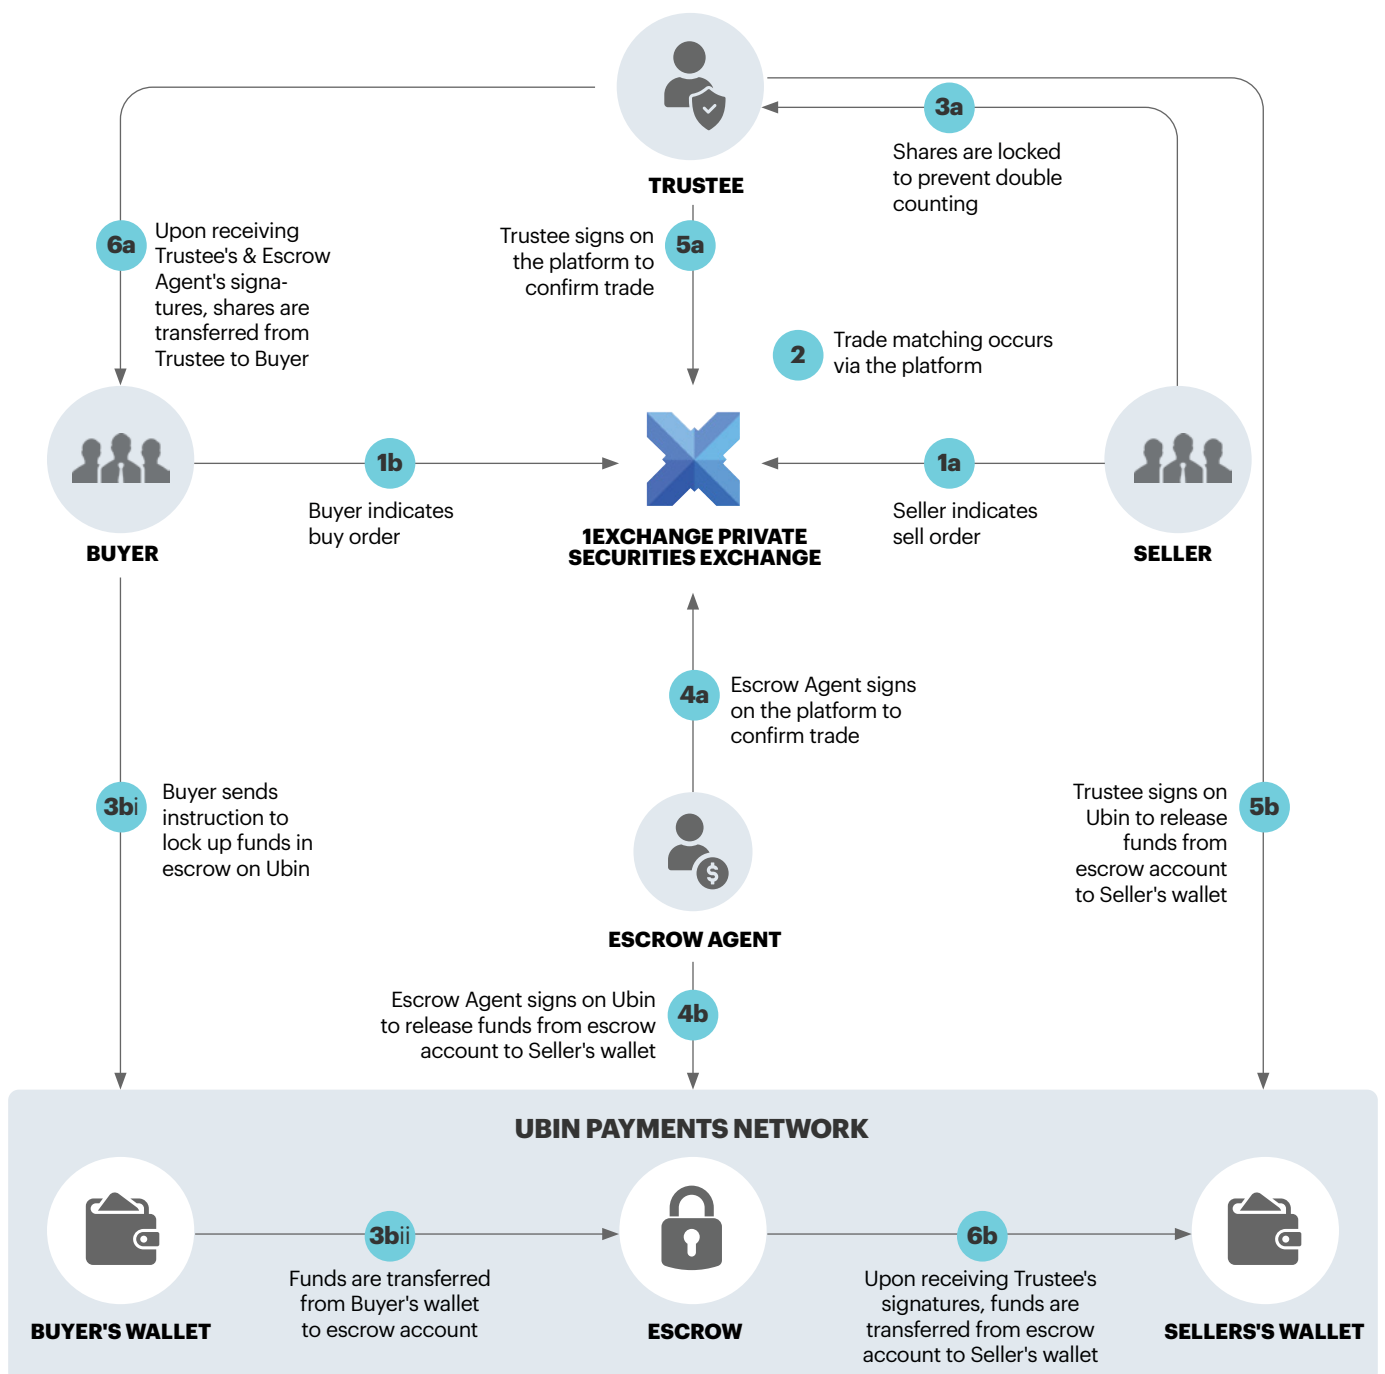 3a
Shares are locked
to prevent double
counting
TRUSTEE
6a
Upon receiving
Trustee's & Escrow
Agent's signa-
tures, shares are
transferred from
Trustee to Buyer
Trustee signs on
the platform to
confirm trade
5a
2
Trade matching occurs
via the platform
1b
Buyer indicates
buy order
1a
Seller indicates
sell order
BUYER
1EXCHANGE PRIVATE
SECURITIES EXCHANGE
SELLER
4a
Escrow Agent signs
on the platform to
confirm trade
3bi
Buyer sends
instruction to
lock up funds in
escrow on Ubin
Trustee signs on
Ubin to release
funds from
escrow account
to Seller's wallet
5b
$
ESCROW AGENT
Escrow Agent signs on Ubin
to release funds from escrow
account to Seller's wallet
4b
UBIN PAYMENTS NETWORK
3bii
Funds are transferred
from Buyer's wallet
to escrow account
6b
Upon receiving Trustee's
signatures, funds are
transferred from escrow
account to Seller's wallet
BUYER'S WALLET
ESCROW
SELLERS'S WALLET